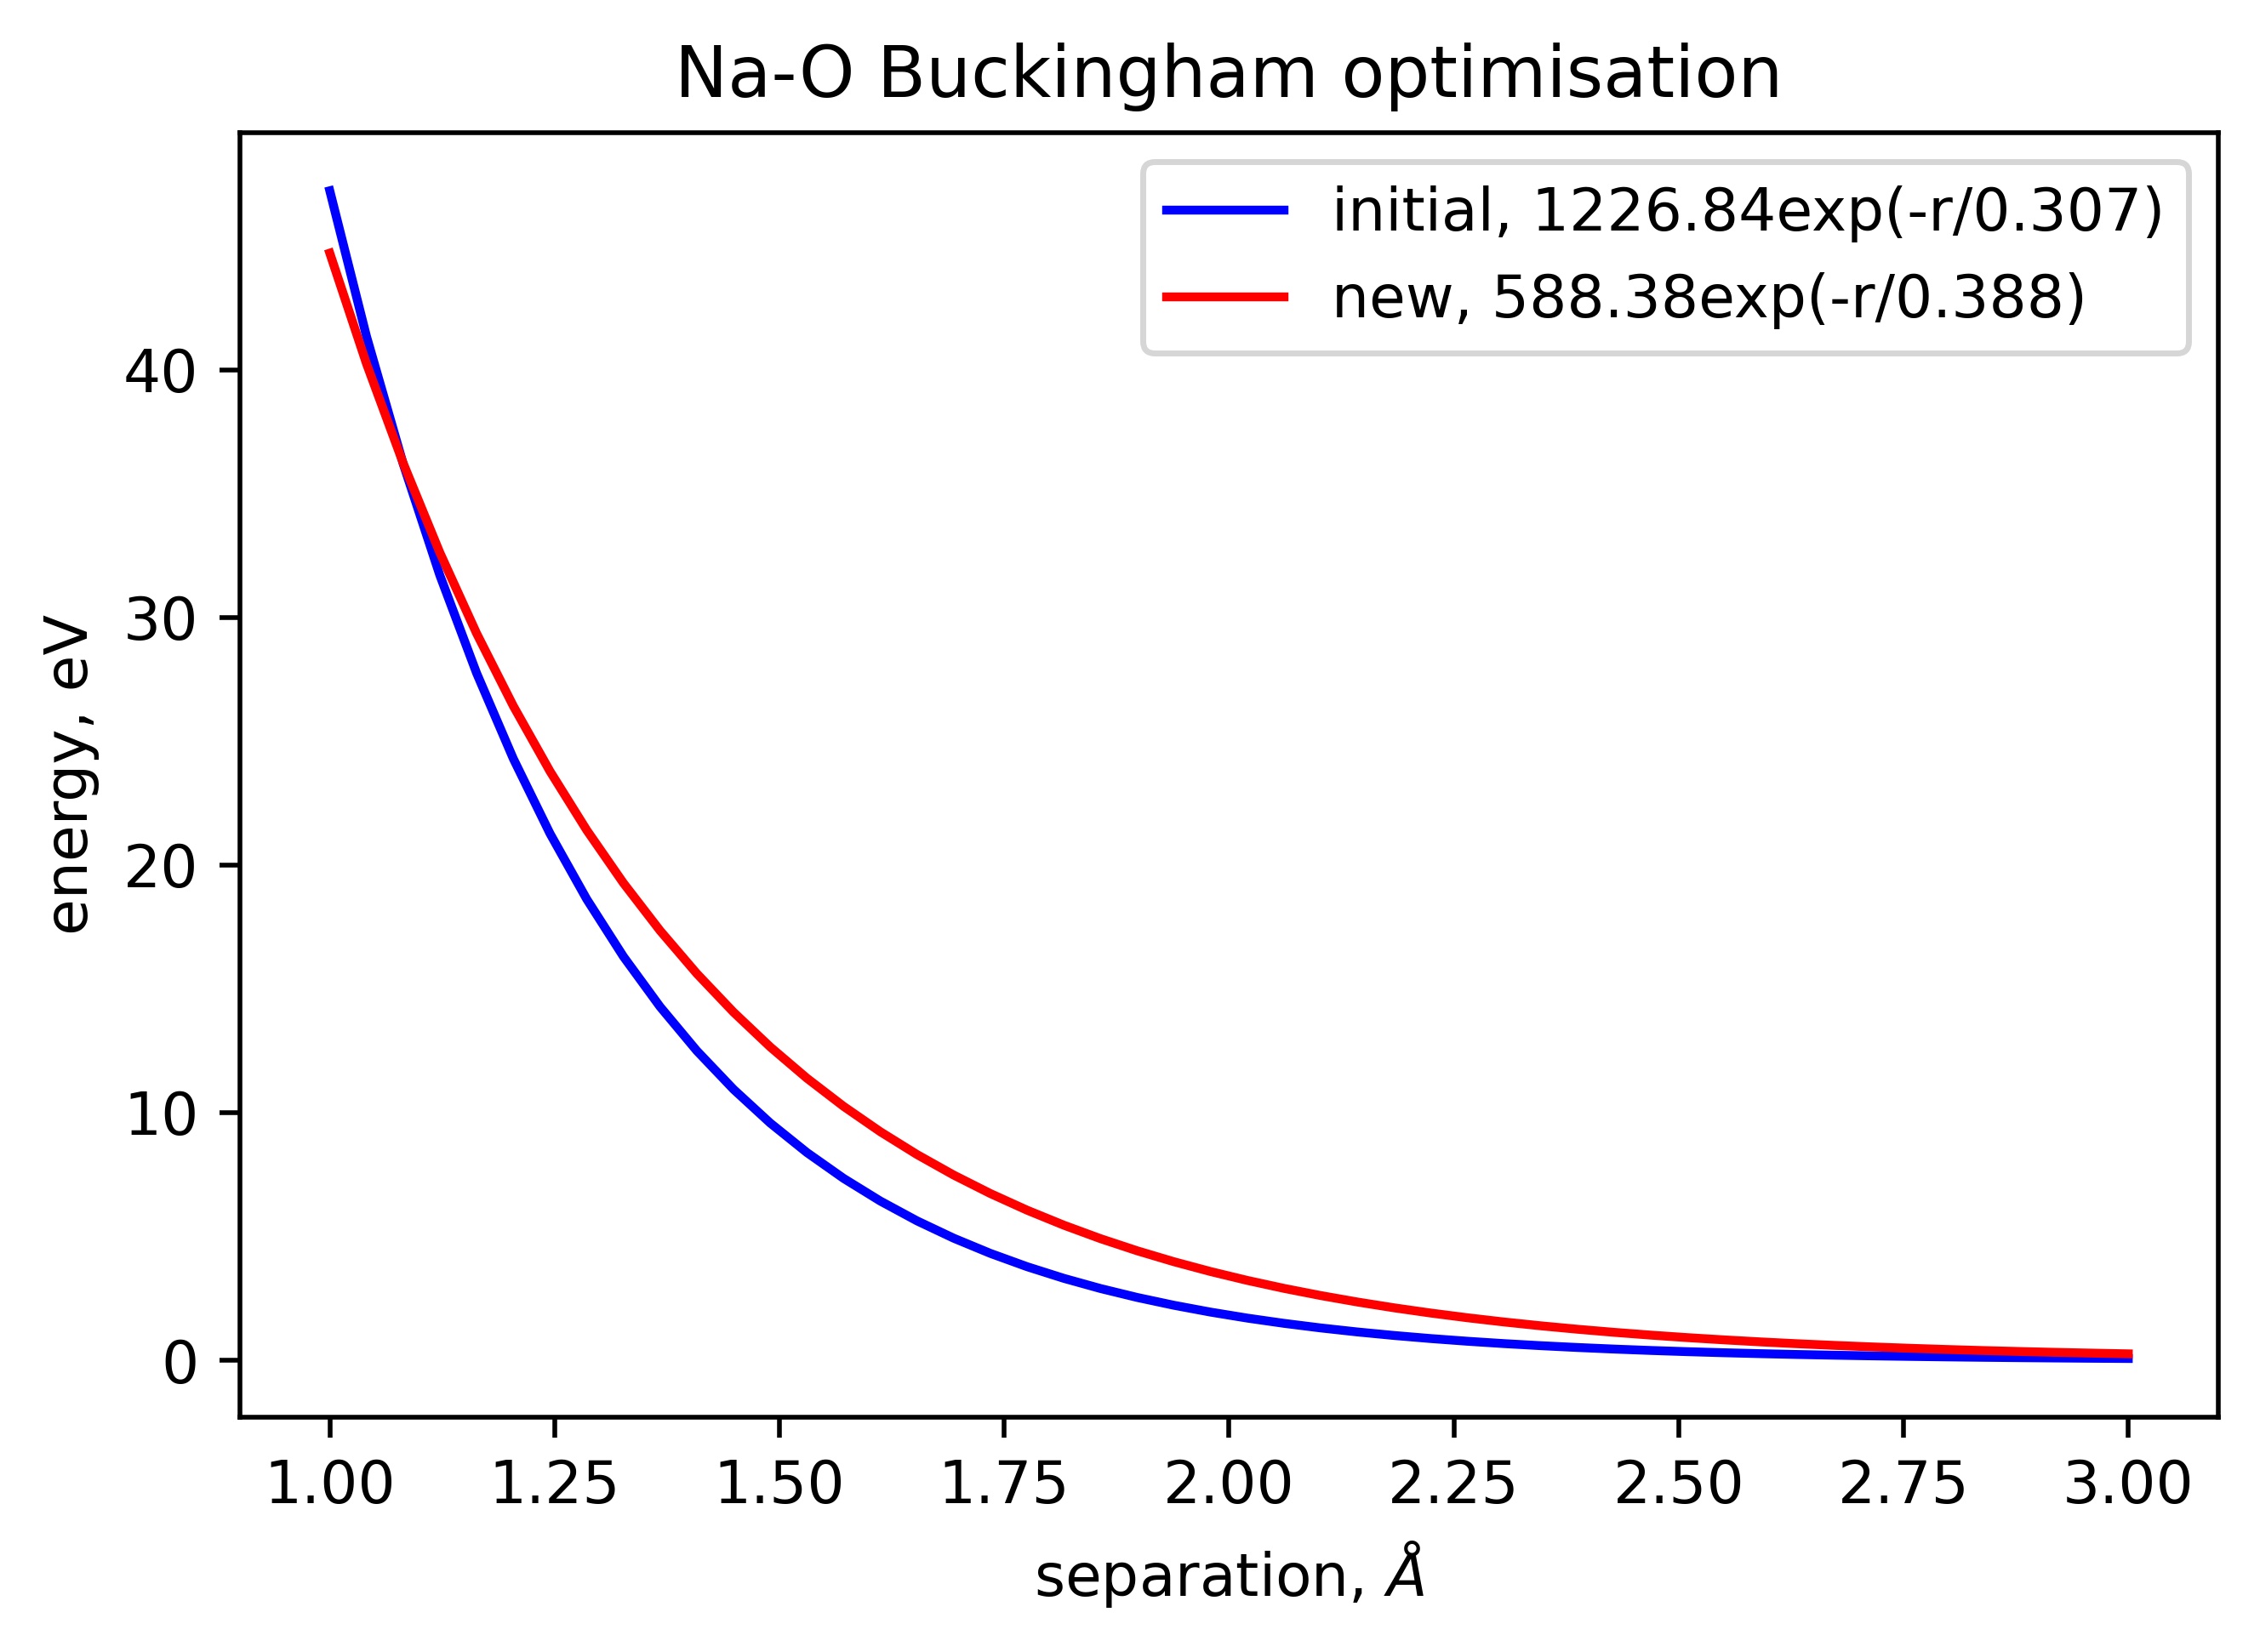 Na-O Buckingham optimisation
initial, 1226.84exp(-r/0.307)
new, 588.38exp(-r/0.388)
energy, eV
40
30
20
10
0
1.00 1.25 1.50 1.75 2.00 2.25 2.50 2.75 3.00
separation, Å